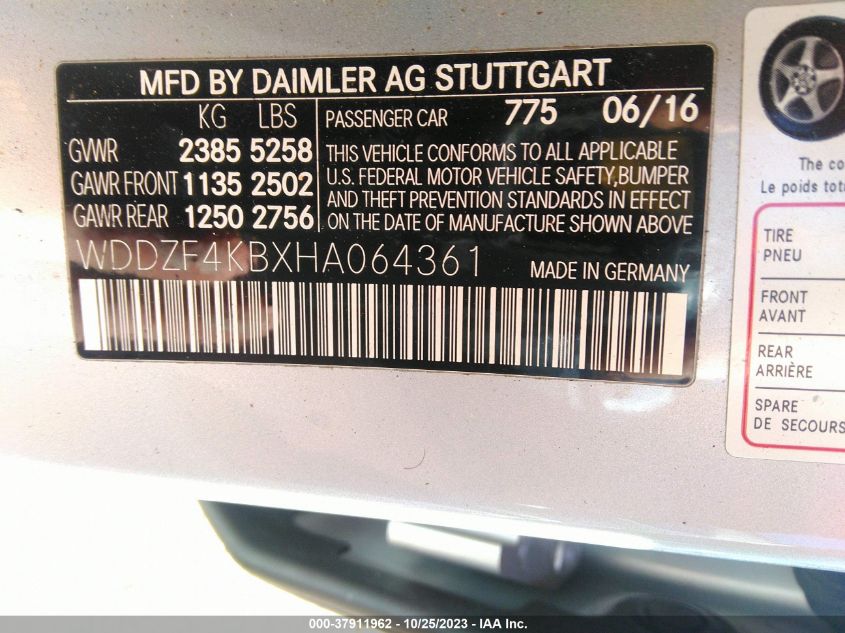 MFD BY DAIMLER AG STUTTGART
KG LBS
GVWR 2385 5258
GAWR FRONT 1135 2502
GAWR REAR 1250 2756
PASSENGER CAR 775 06/16
THIS VEHICLE CONFORMS TO ALL APPLICABLE
U.S. FEDERAL MOTOR VEHICLE SAFETY,BUMPER
AND THEFT PREVENTION STANDARDS IN EFFECT
ON THE DATE OF MANUFACTURE SHOWN ABOVE
WDDZF4KBXHA064361 MADE IN GERMANY
The co
Le poids tot
TIRE
PNEU
FRONT
AVANT
REAR
ARRIÈRE
SPARE
DE SECOURS
000-37911962 - 10/25/2023 - IAA Inc.